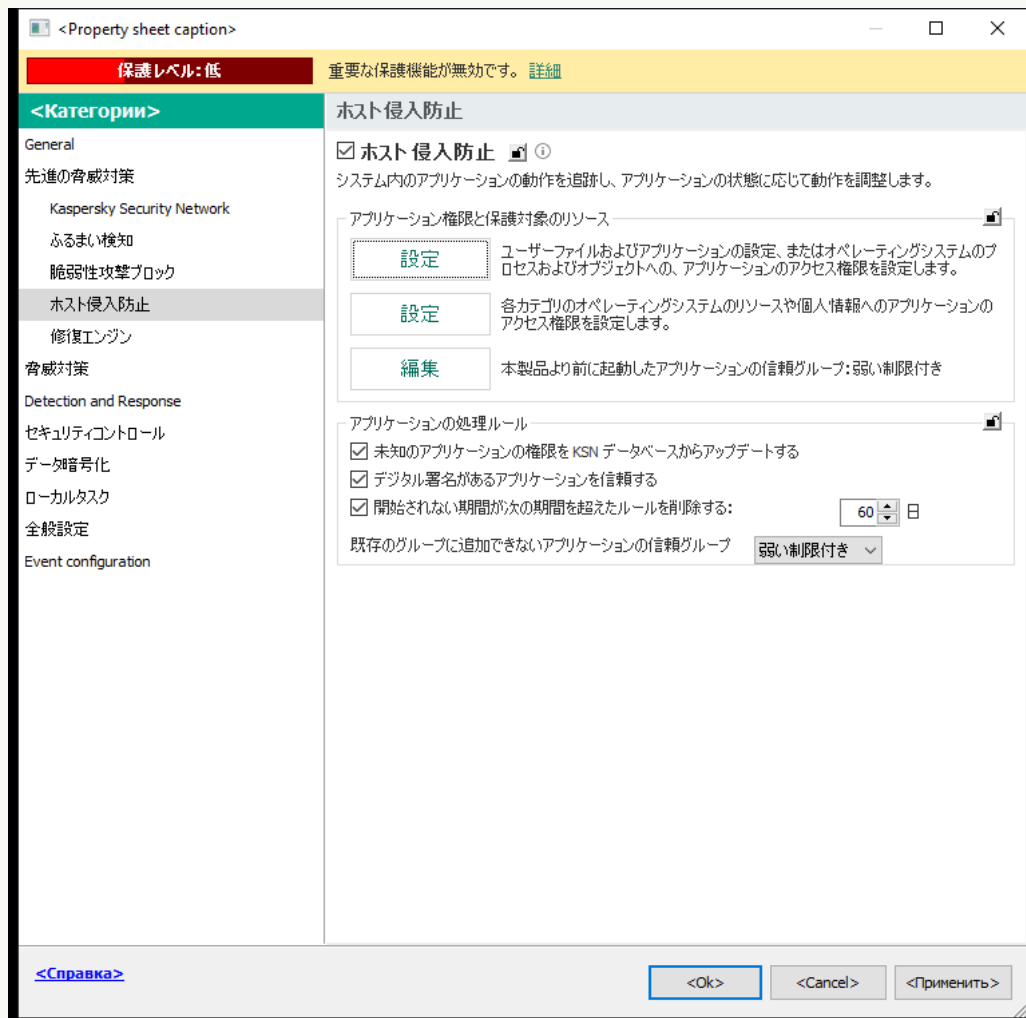 <Property sheet caption>
保護レベル: 低
重要な保護機能が無効です。 詳細
<Категории>
General
先進の脅威対策
Kaspersky Security Network
ふるまい検知
脆弱性攻撃ブロック
ホスト侵入防止
修復エンジン
脅威対策
Detection and Response
セキュリティコントロール
データ暗号化
ローカルタスク
全般設定
Event configuration
ホスト侵入防止
ホスト侵入防止
システム内のアプリケーションの動作を追跡し、アプリケーションの状態に応じて動作を調整します。
アプリケーション権限と保護対象のリソース
設定
ユーザーファイルおよびアプリケーションの設定、またはオペレーティングシステムのプ
ロセスおよびオブジェクトへの、アプリケーションのアクセス権限を設定します。
設定
各カテゴリのオペレーティングシステムのリソースや個人情報へのアプリケーションの
アクセス権限を設定します。
編集
本製品より前に起動したアプリケーションの信頼グループ: 弱い制限付き
アプリケーションの処理ルール
未知のアプリケーションの権限を KSN データベースからアップデートする
デジタル署名があるアプリケーションを信頼する
開始されない期間が次の期間を超えたルールを削除する:
60 日
既存のグループに追加できないアプリケーションの信頼グループ
弱い制限付き
<Справка>
<Ok>
<Cancel>
<Применить>